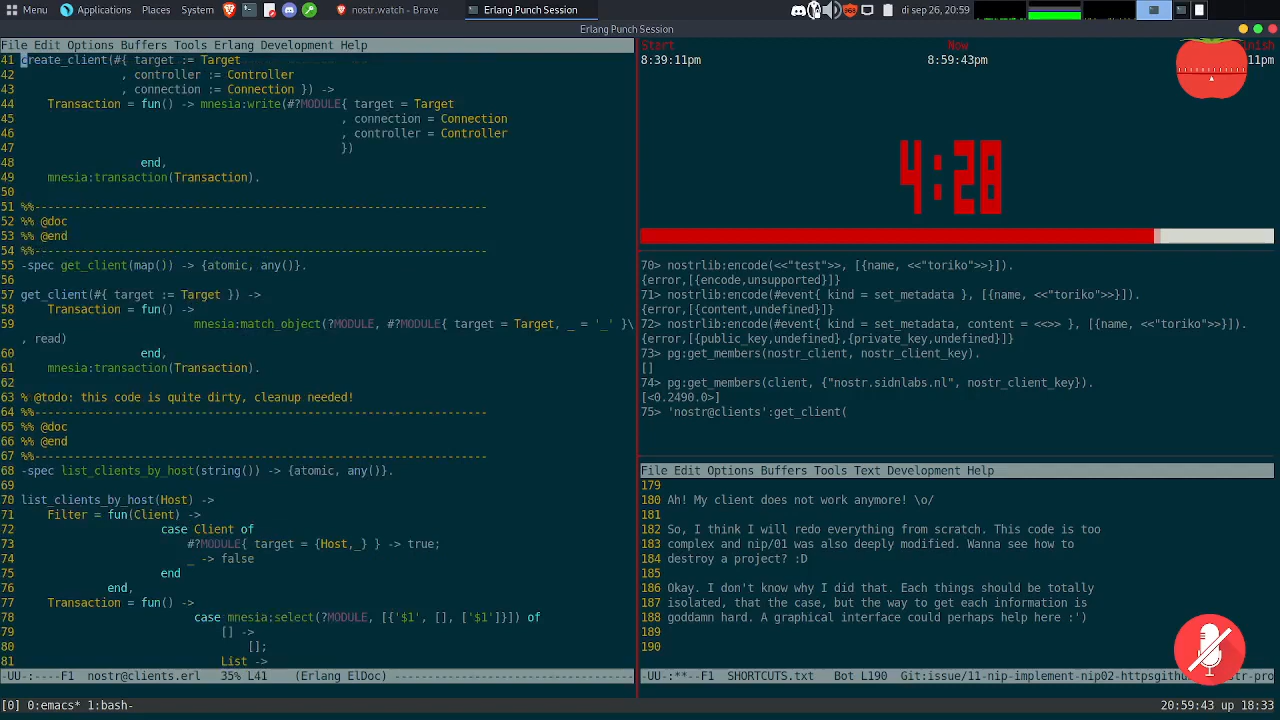 Menu Applications Places System nostr.watch - Brave Erlang Punch Session 968 di sep 26, 20:59
Erlang Punch Session
File Edit Options Buffers Tools Erlang Development Help
41 create_client(#{ target := Target
42 , controller := Controller
43 , connection := Connection }) ->
44 Transaction = fun() -> mnesia:write(#?MODULE{ target = Target
45 , connection = Connection
46 , controller = Controller
47 })
48 end,
49 mnesia:transaction(Transaction).
50
51 %%--------------------------------------------------------------------
52 %% @doc
53 %% @end
54 %%--------------------------------------------------------------------
55 -spec get_client(map()) -> {atomic, any()}.
56
57 get_client(#{ target := Target }) ->
58 Transaction = fun() ->
59 mnesia:match_object(?MODULE, #?MODULE{ target = Target, _ = '_' }\
, read)
60 end,
61 mnesia:transaction(Transaction).
62
63 % @todo: this code is quite dirty, cleanup needed!
64 %%--------------------------------------------------------------------
65 %% @doc
66 %% @end
67 %%--------------------------------------------------------------------
68 -spec list_clients_by_host(string()) -> {atomic, any()}.
69
70 list_clients_by_host(Host) ->
71 Filter = fun(Client) ->
72 case Client of
73 #?MODULE{ target = {Host,_} } -> true;
74 _ -> false
75 end
76 end,
77 Transaction = fun() ->
78 case mnesia:select(?MODULE, [{'$1', [], ['$1']}]) of
79 [] ->
80 [];
81 List ->
-UU-:----F1 nostr@clients.erl 35% L41 (Erlang ElDoc)
Start Now
8:39:11pm 8:59:43pm 11pm
4:28
70> nostrlib:encode(<<"test">>, [{name, <<"toriko">>}]).
{error,[{encode,unsupported}]}
71> nostrlib:encode(#event{ kind = set_metadata }, [{name, <<"toriko">>}]).
{error,[{content,undefined}]}
72> nostrlib:encode(#event{ kind = set_metadata, content = <<>> }, [{name, <<"toriko">>}]).
{error,[{public_key,undefined},{private_key,undefined}]}
73> pg:get_members(nostr_client, nostr_client_key).
[]
74> pg:get_members(client, {"nostr.sidnlabs.nl", nostr_client_key}).
[<0.2490.0>]
75> 'nostr@clients':get_client(
File Edit Options Buffers Tools Text Development Help
179
180 Ah! My client does not work anymore! \o/
181
182 So, I think I will redo everything from scratch. This code is too
183 complex and nip/01 was also deeply modified. Wanna see how to
184 destroy a project? :D
185
186 Okay. I don't know why I did that. Each things should be totally
187 isolated, that the case, but the way to get each information is
188 goddamn hard. A graphical interface could perhaps help here :')
189
190
-UU-:**--F1 SHORTCUTS.txt Bot L190 Git:issue/11-nip-implement-nip02-httpsgith
tr-pro
[0] 0:emacs* 1:bash- 20:59:43 up 18:33